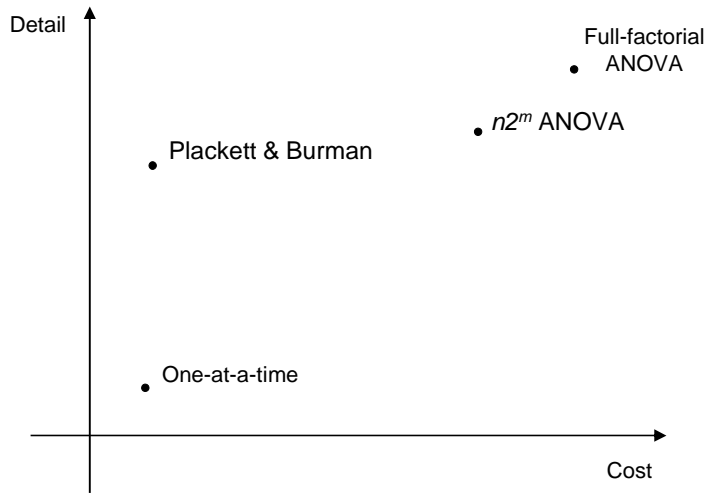 Detail
Full-factorial
ANOVA
n2ᵐ ANOVA
Plackett & Burman
One-at-a-time
Cost